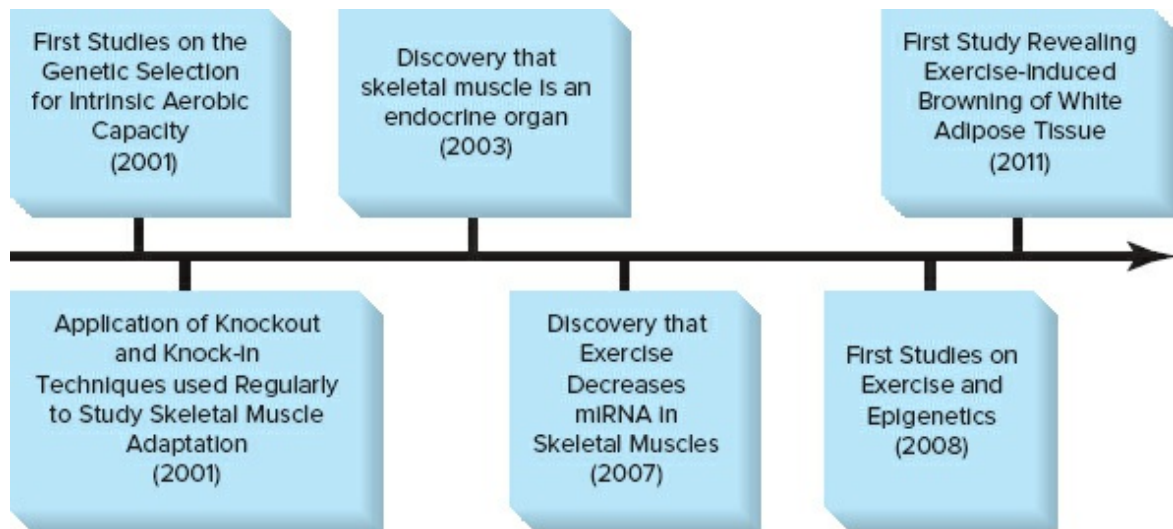 First Studies on the
Genetic Selection
for Intrinsic Aerobic
Capacity
(2001)
Discovery that
skeletal muscle is an
endocrine organ
(2003)
First Study Revealing
Exercise-Induced
Browning of White
Adipose Tissue
(2011)
Application of Knockout
and Knock-in
Techniques used Regularly
to Study Skeletal Muscle
Adaptation
(2001)
Discovery that
Exercise
Decreases
miRNA in
Skeletal Muscles
(2007)
First Studies on
Exercise and
Epigenetics
(2008)